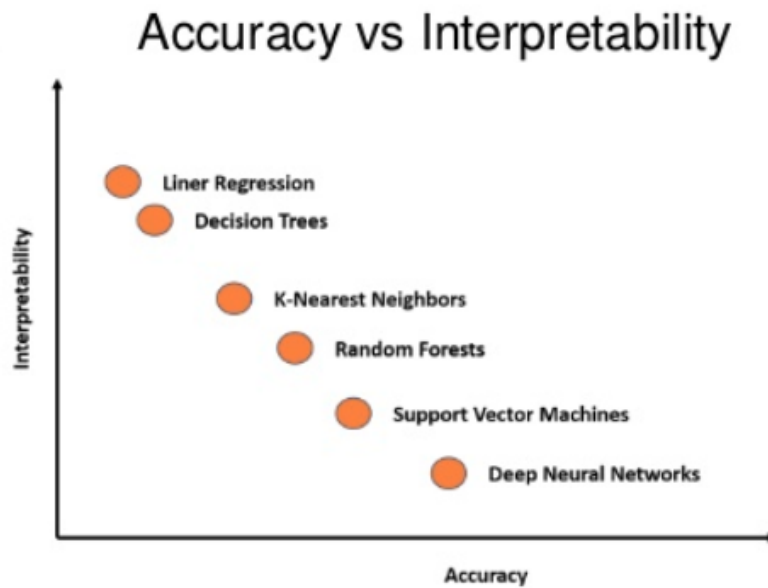 Accuracy vs Interpretability
Liner Regression
Decision Trees
Interpretability
K-Nearest Neighbors
Random Forests
Support Vector Machines
Deep Neural Networks
Accuracy